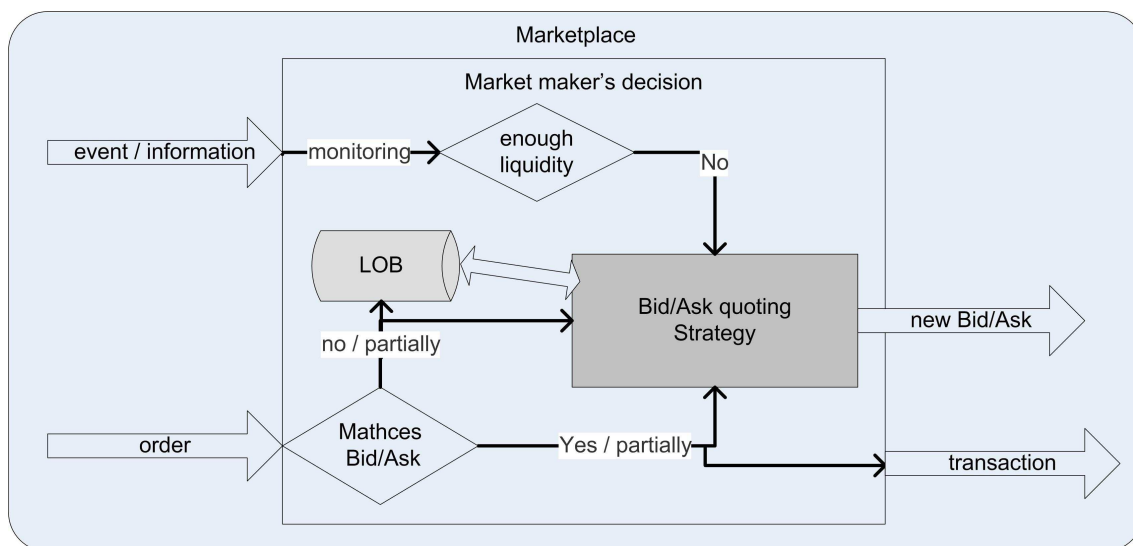 Marketplace
Market maker's decision
event / information
monitoring
enough
liquidity
No
LOB
Bid/Ask quoting
Strategy
new Bid/Ask
no / partially
order
Mathces
Bid/Ask
Yes / partially
transaction